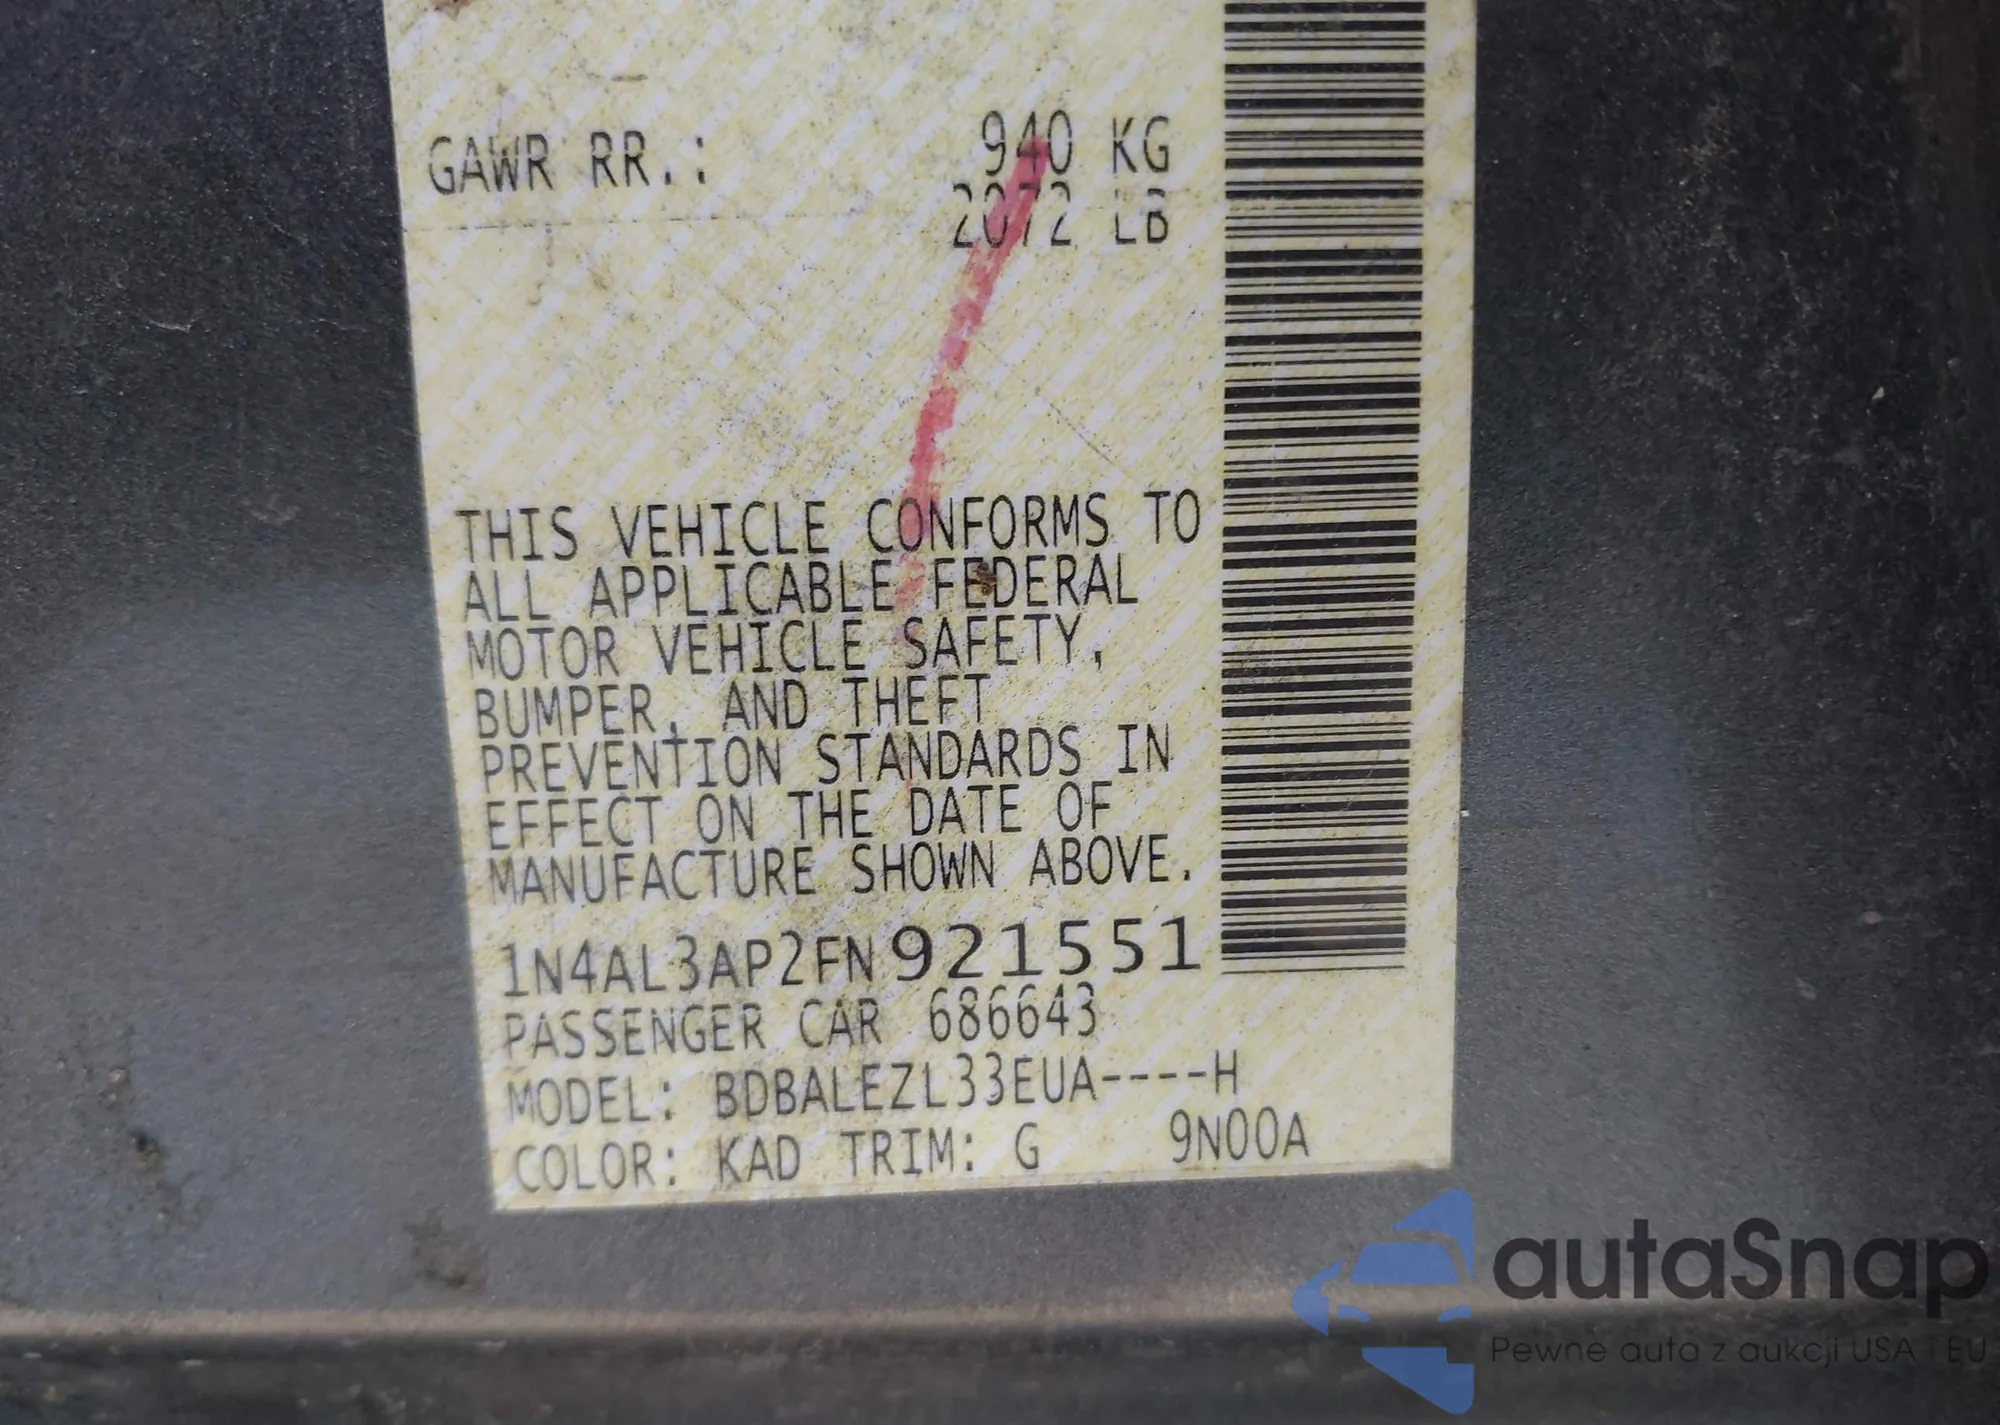 GAWR RR.: 940 KG
2072 LB
THIS VEHICLE CONFORMS TO
ALL APPLICABLE FEDERAL
MOTOR VEHICLE SAFETY,
BUMPER, AND THEFT
PREVENTION STANDARDS IN
EFFECT ON THE DATE OF
MANUFACTURE SHOWN ABOVE.
1N4AL3AP2FN921551
PASSENGER CAR 686643
MODEL: BDBALEZL33EUA----H
COLOR: KAD TRIM: G 9N00A
autaSnap
Pewne auta z aukcji USA i EU